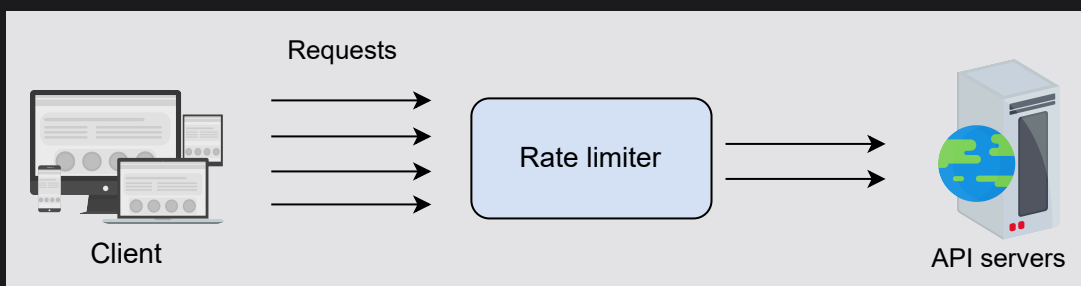 Requests
Rate limiter
Client
API servers